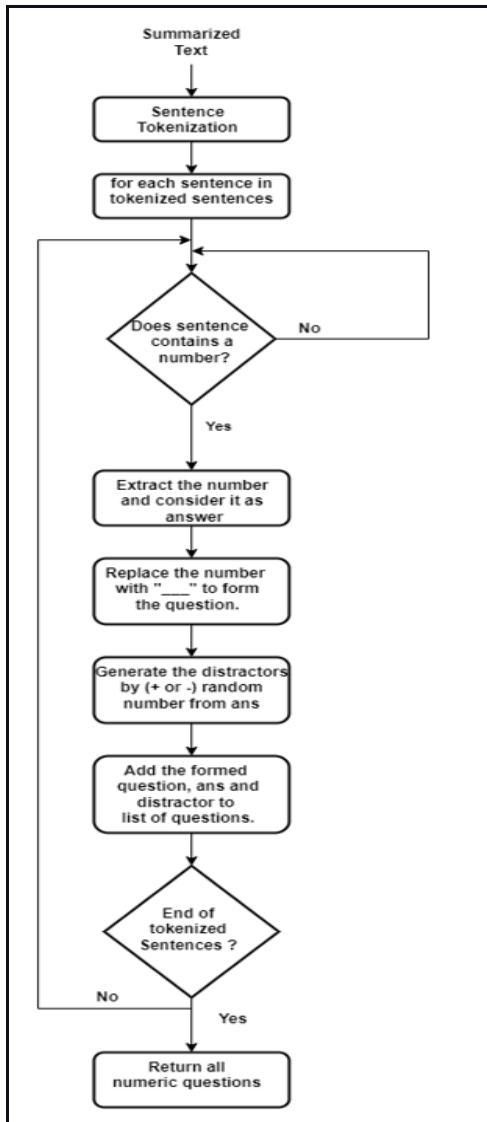 Summarized
Text
Sentence
Tokenization
for each sentence in
tokenized sentences
Does sentence
contains a
number?
No
Yes
Extract the number
and consider it as
answer
Replace the number
with "___" to form
the question.
Generate the distractors
by (+ or -) random
number from ans
Add the formed
question, ans and
distractor to
list of questions.
End of
tokenized
Sentences ?
No
Yes
Return all
numeric questions